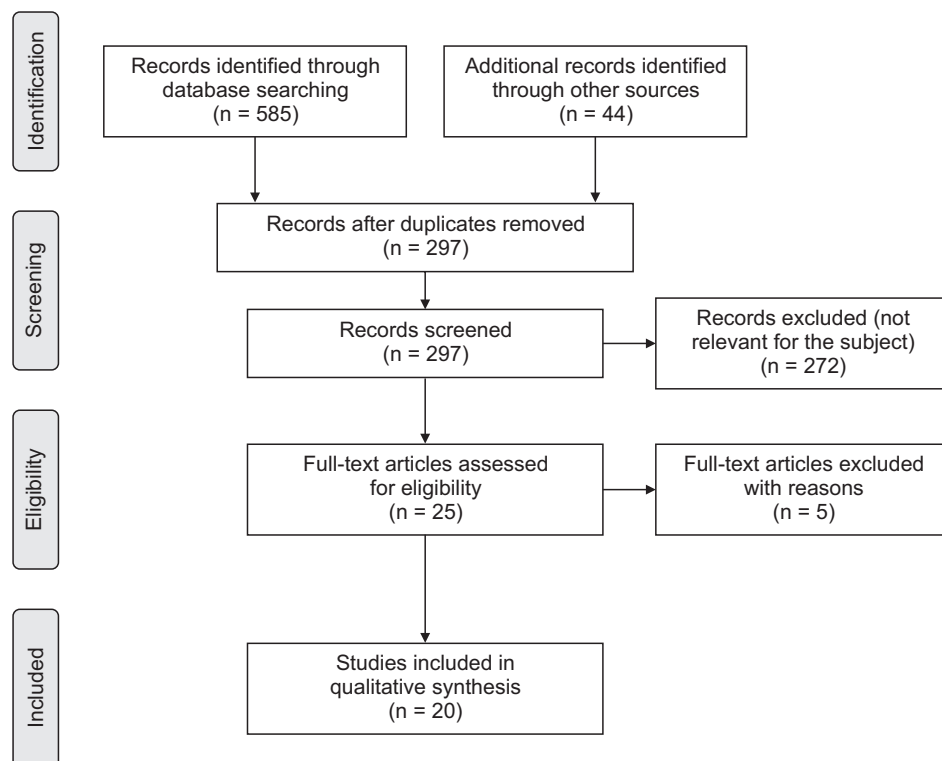 Identification
Records identified through
database searching
(n = 585)
Additional records identified
through other sources
(n = 44)
Screening
Records after duplicates removed
(n = 297)
Records screened
(n = 297)
Records excluded (not
relevant for the subject)
(n = 272)
Eligibility
Full-text articles assessed
for eligibility
(n = 25)
Full-text articles excluded
with reasons
(n = 5)
Included
Studies included in
qualitative synthesis
(n = 20)